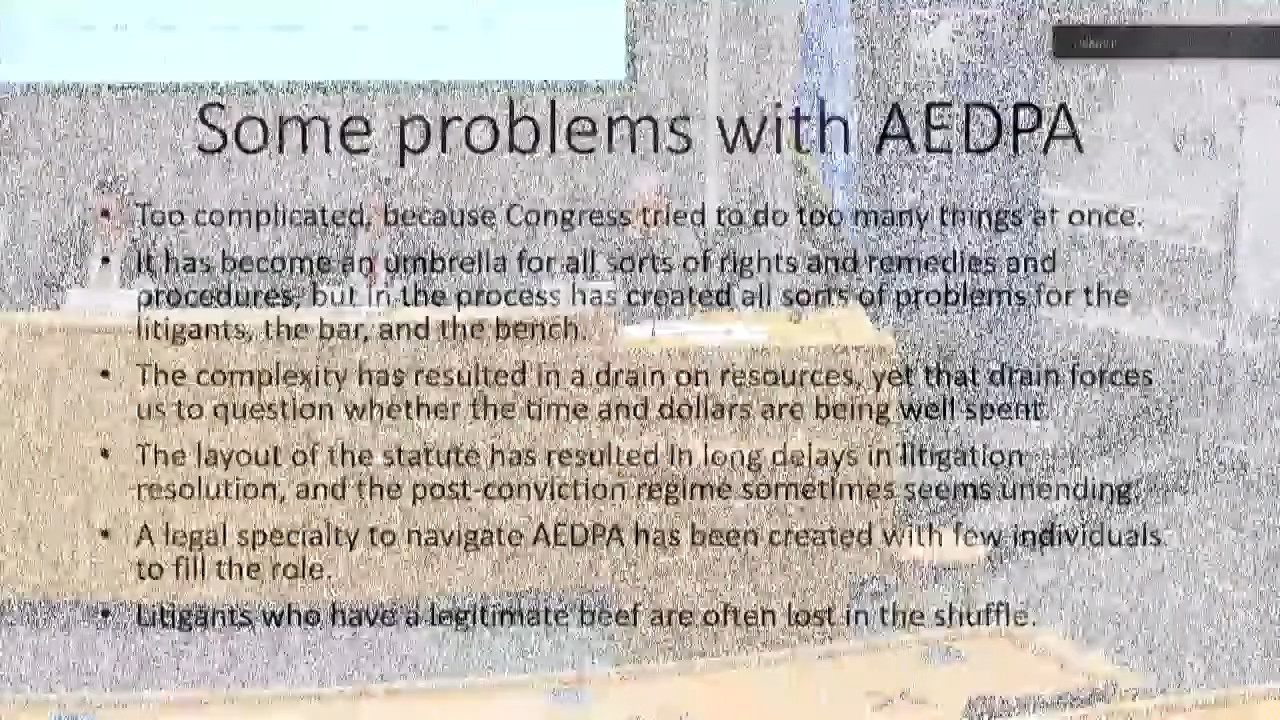 Some problems with AEDPA
• Too complicated, because Congress tried to do too many things at once.
• It has become an umbrella for all sorts of rights and remedies and
procedures, but in the process has created all sorts of problems for the
litigants, the bar, and the bench.
• The complexity has resulted in a drain on resources, yet that drain forces
us to question whether the time and dollars are being well spent.
• The layout of the statute has resulted in long delays in litigation
resolution, and the post-conviction regime sometimes seems unending.
• A legal specialty to navigate AEDPA has been created with few individuals
to fill the role.
• Litigants who have a legitimate beef are often lost in the shuffle.